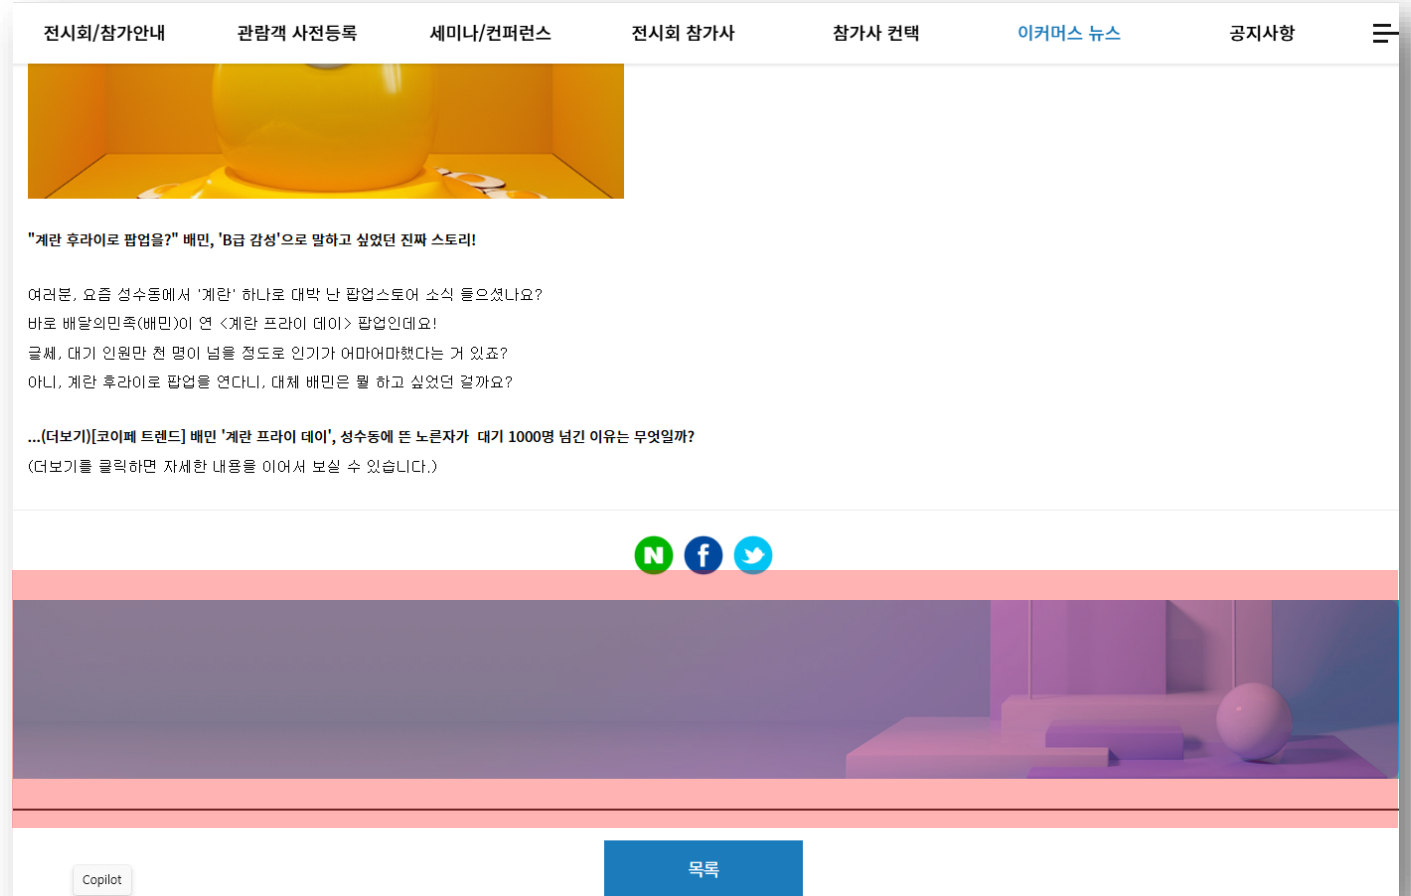 전시회/참가안내 관람객 사전등록 세미나/컨퍼런스 전시회 참가사 참가사 컨택 이커머스 뉴스 공지사항
"계란 후라이로 팝업을?" 배민, 'B급 감성'으로 말하고 싶었던 진짜 스토리!
여러분, 요즘 성수동에서 '계란' 하나로 대박 난 팝업스토어 소식 들으셨나요?
바로 배달의민족(배민)이 연 <계란 프라이 데이> 팝업인데요!
글쎄, 대기 인원만 천 명이 넘을 정도로 인기가 어마어마했다는 거 있죠?
아니, 계란 후라이로 팝업을 연다니, 대체 배민은 뭘 하고 싶었던 걸까요?
...(더보기)[코이페 트렌드] 배민 '계란 프라이 데이', 성수동에 뜬 노른자가 대기 1000명 넘긴 이유는 무엇일까?
(더보기를 클릭하면 자세한 내용을 이어서 보실 수 있습니다.)
N f
목록
Copilot